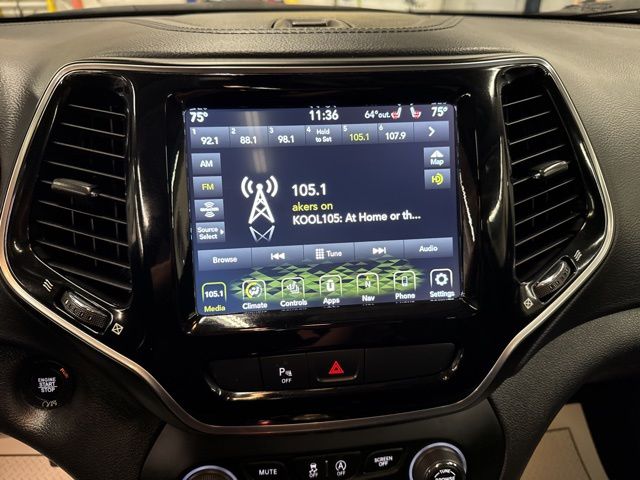 75° 11:36 64°out. 75°
1 92.1 2 88.1 3 98.1 4 Hold to Set 5 105.1 6 107.9
AM
Map
FM
105.1
akers on
KOOL105: At Home or th...
Source Select
Browse Tune Audio
105.1
Media Climate Controls Apps Nav Phone Settings
ENGINE
START
STOP
P OFF
MUTE OFF OFF SCREEN OFF
TUNE
BROWSE